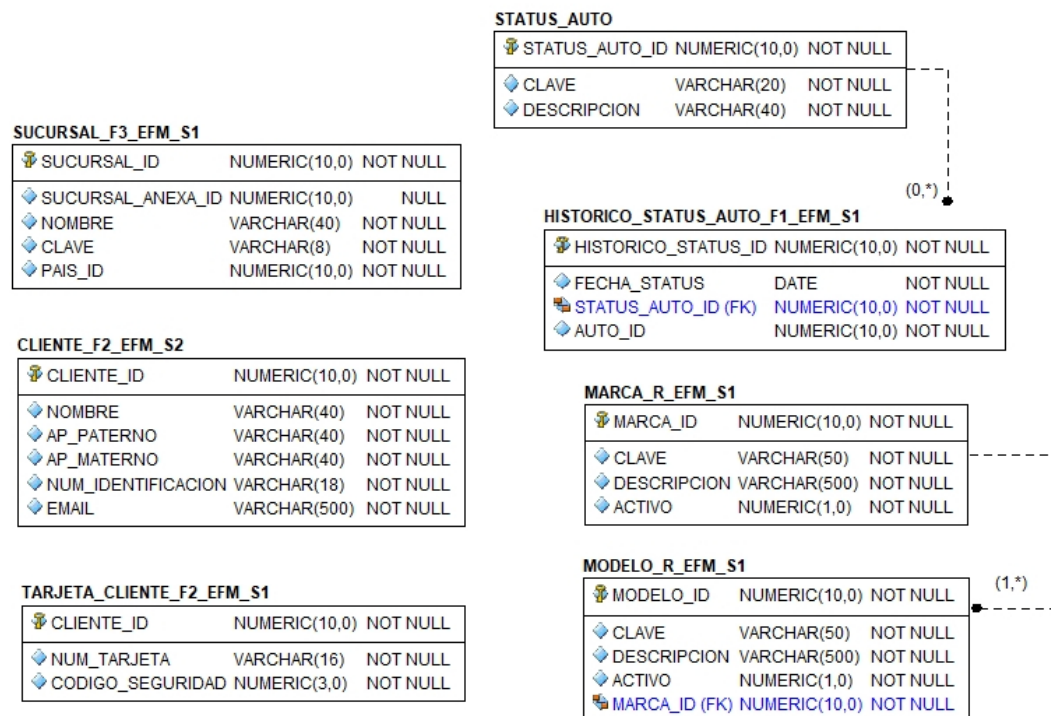 STATUS_AUTO
STATUS_AUTO_ID NUMERIC(10,0) NOT NULL
CLAVE VARCHAR(20) NOT NULL
DESCRIPCION VARCHAR(40) NOT NULL
SUCURSAL_F3_EFM_S1
SUCURSAL_ID NUMERIC(10,0) NOT NULL
SUCURSAL_ANEXA_ID NUMERIC(10,0) NULL
NOMBRE VARCHAR(40) NOT NULL
CLAVE VARCHAR(8) NOT NULL
PAIS_ID NUMERIC(10,0) NOT NULL
(0,*)
HISTORICO_STATUS_AUTO_F1_EFM_S1
HISTORICO_STATUS_ID NUMERIC(10,0) NOT NULL
FECHA_STATUS DATE NOT NULL
STATUS_AUTO_ID (FK) NUMERIC(10,0) NOT NULL
AUTO_ID NUMERIC(10,0) NOT NULL
CLIENTE_F2_EFM_S2
CLIENTE_ID NUMERIC(10,0) NOT NULL
NOMBRE VARCHAR(40) NOT NULL
AP_PATERNO VARCHAR(40) NOT NULL
AP_MATERNO VARCHAR(40) NOT NULL
NUM_IDENTIFICACION VARCHAR(18) NOT NULL
EMAIL VARCHAR(500) NOT NULL
MARCA_R_EFM_S1
MARCA_ID NUMERIC(10,0) NOT NULL
CLAVE VARCHAR(50) NOT NULL
DESCRIPCION VARCHAR(500) NOT NULL
ACTIVO NUMERIC(1,0) NOT NULL
TARJETA_CLIENTE_F2_EFM_S1
CLIENTE_ID NUMERIC(10,0) NOT NULL
NUM_TARJETA VARCHAR(16) NOT NULL
CODIGO_SEGURIDAD NUMERIC(3,0) NOT NULL
MODELO_R_EFM_S1
(1,*)
MODELO_ID NUMERIC(10,0) NOT NULL
CLAVE VARCHAR(50) NOT NULL
DESCRIPCION VARCHAR(500) NOT NULL
ACTIVO NUMERIC(1,0) NOT NULL
MARCA_ID (FK) NUMERIC(10,0) NOT NULL